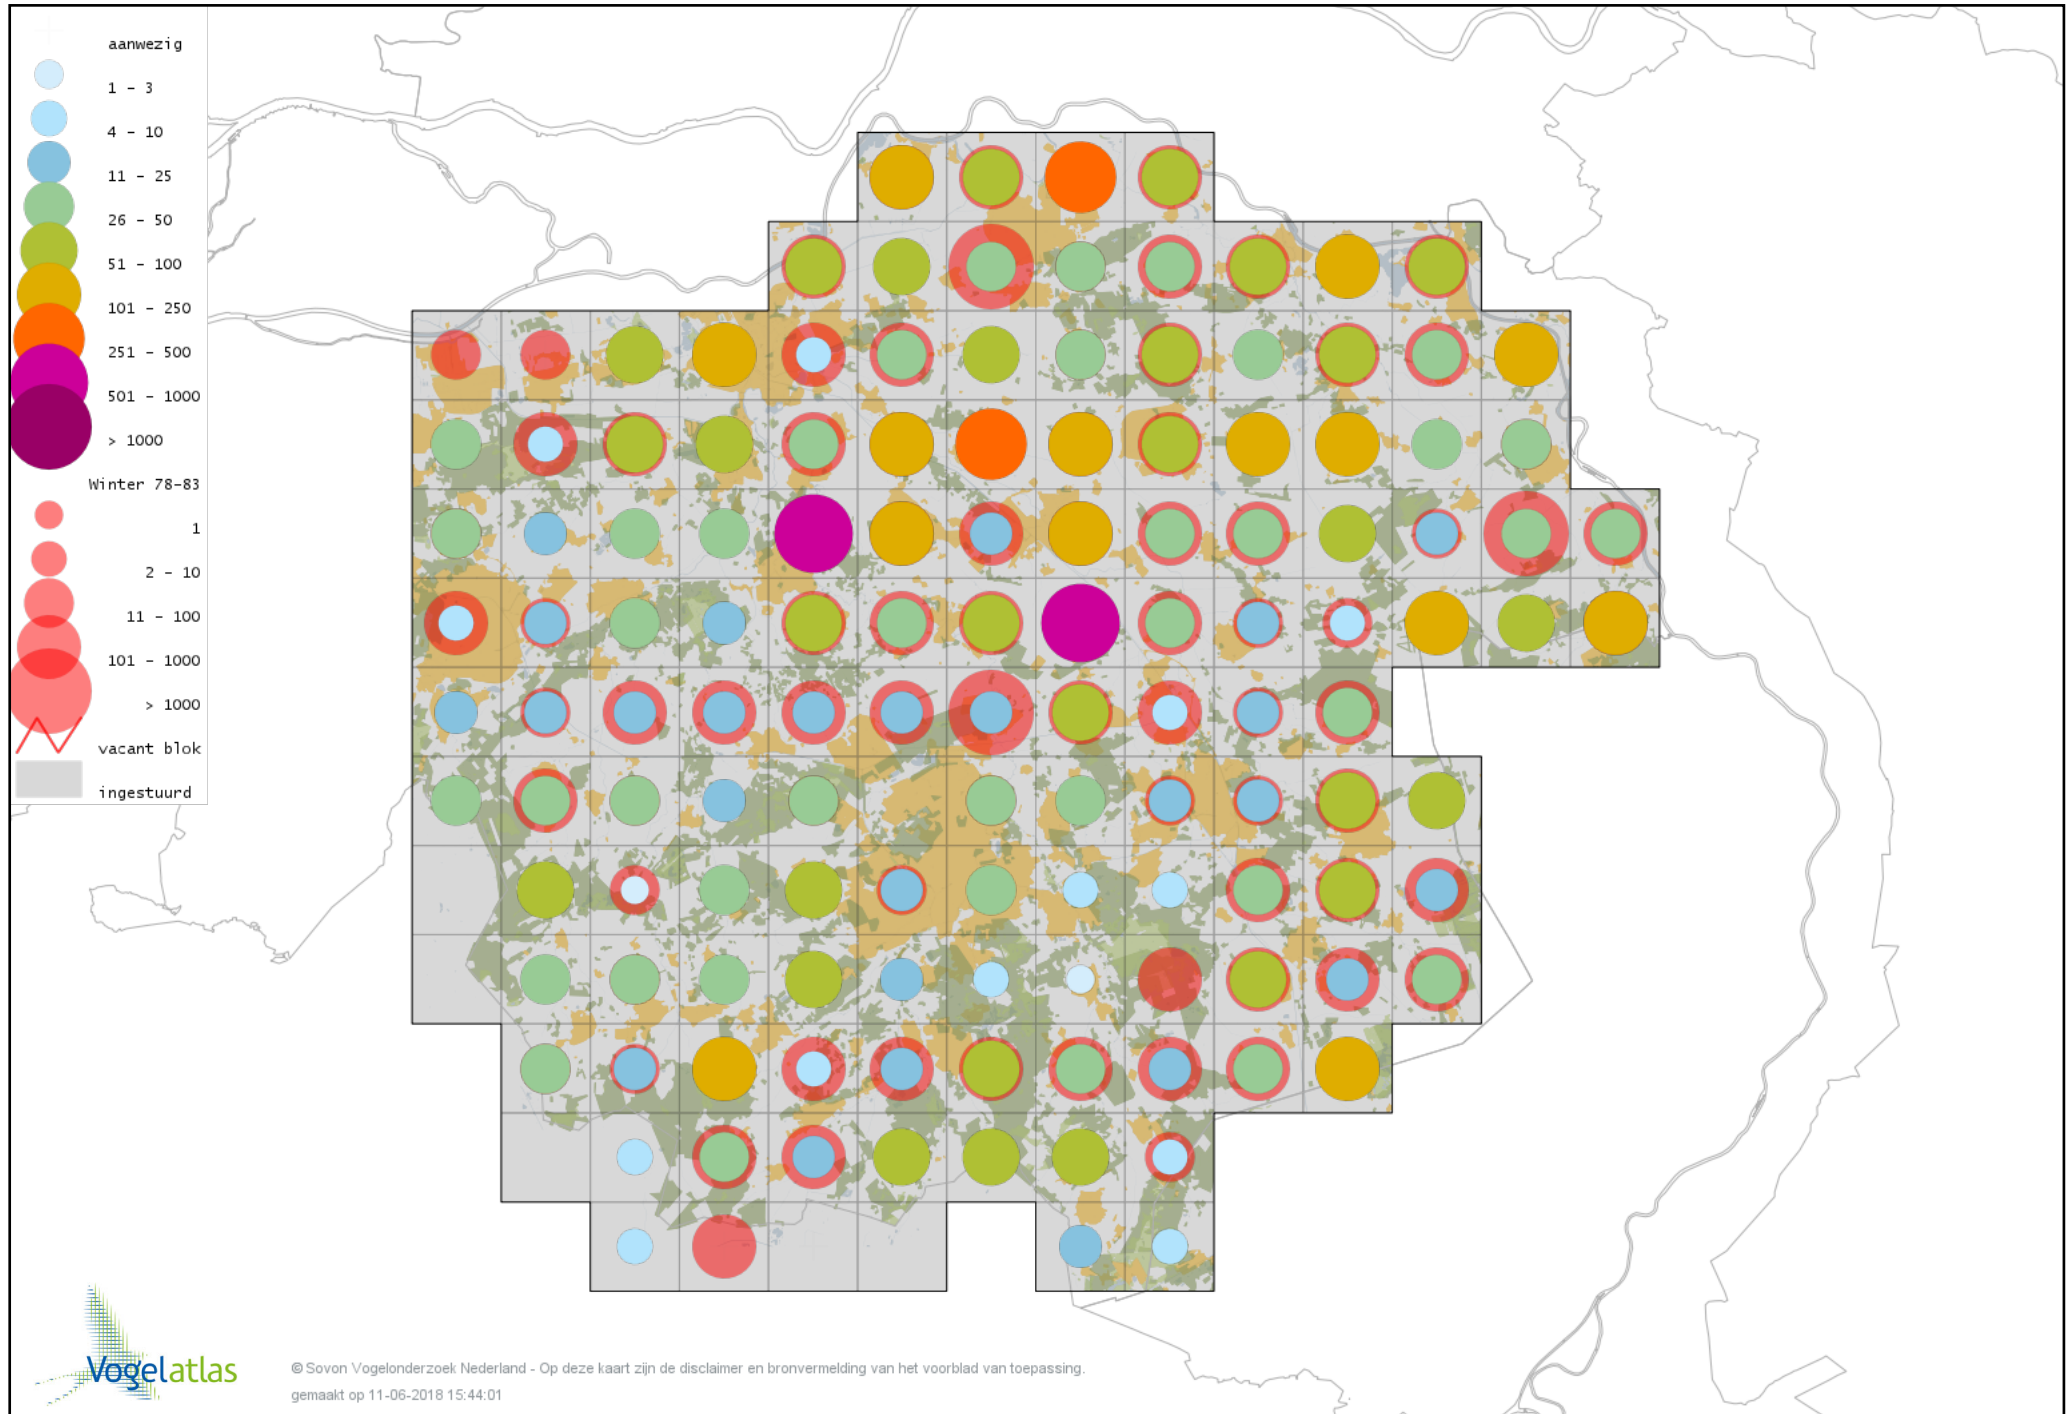 aanwezig
1 - 3
4 - 10
11 - 25
26 - 50
51 - 100
101 - 250
251 - 500
501 - 1000
> 1000
Winter 78-83
1
2 - 10
11 - 100
101 - 1000
> 1000
vacant blok
ingestuurd
Vogelatlas
© Sovon Vogelonderzoek Nederland - Op deze kaart zijn de disclaimer en bronvermelding van het voorblad van toepassing.
gemaakt op 11-06-2018 15:44:01